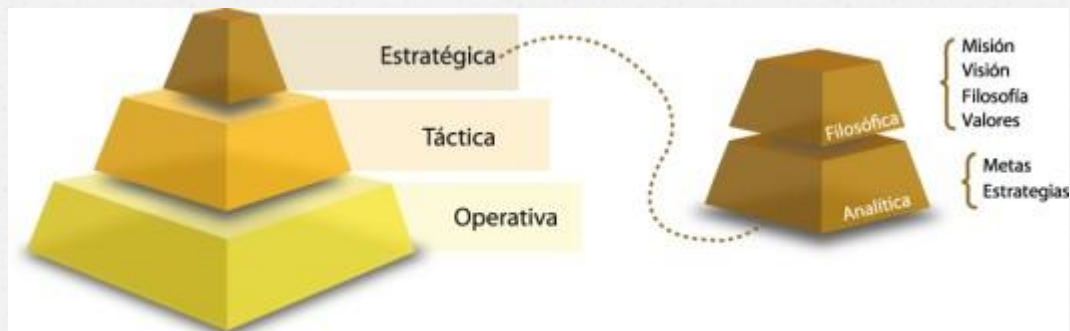 Estratégica
Táctica
Operativa
Filosófica
Analítica
Misión
Visión
Filosofía
Valores
Metas
Estrategias